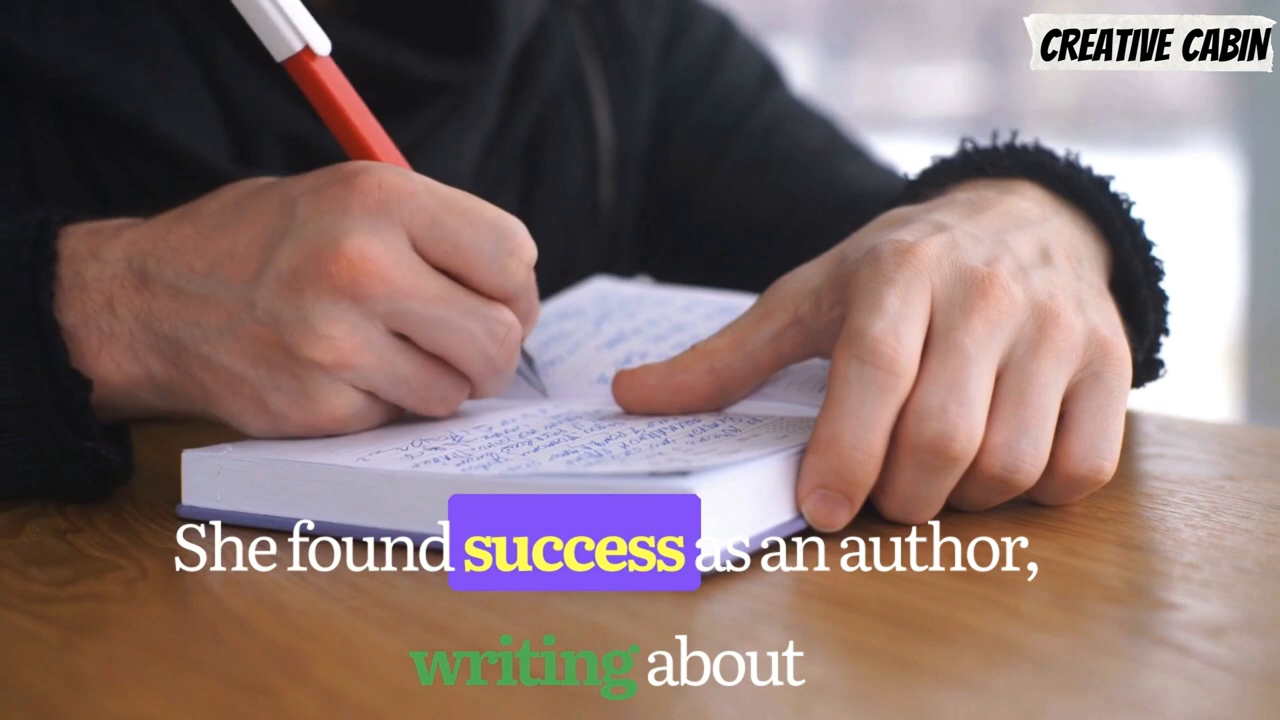 CREATIVE CABIN
She found success as an author,
writing about